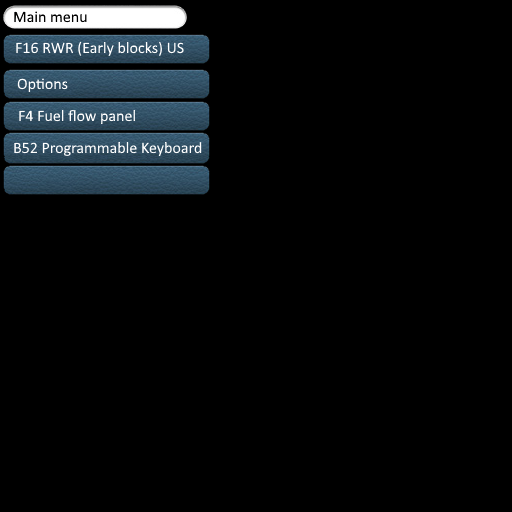 Main menu
F16 RWR (Early blocks) US
Options
F4 Fuel flow panel
B52 Programmable Keyboard